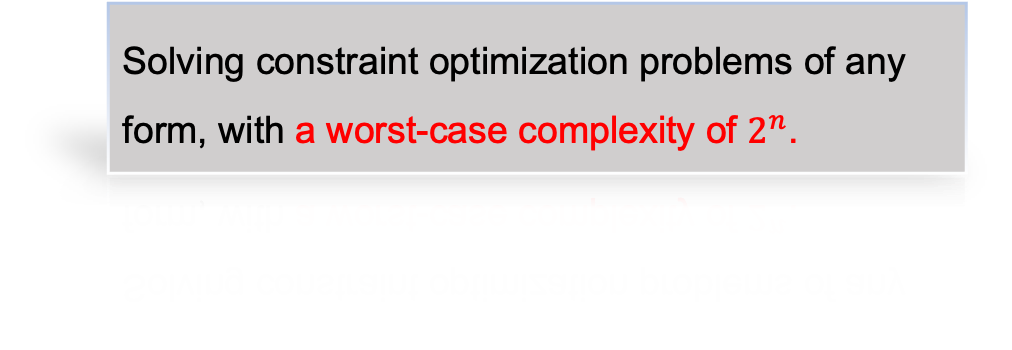 Solving constraint optimization problems of any
form, with a worst-case complexity of 2ⁿ.